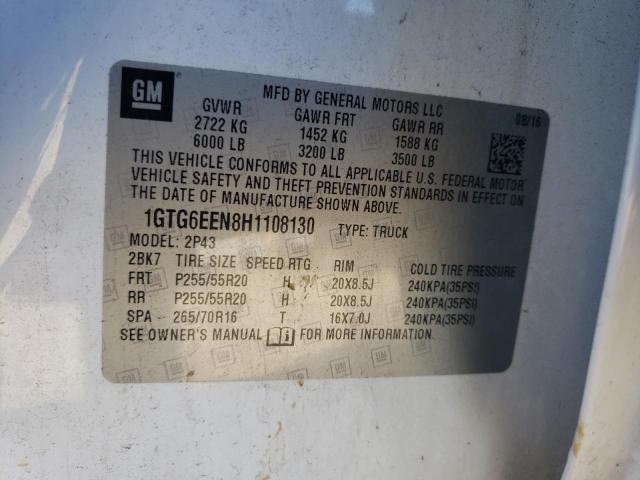 GM
MFD BY GENERAL MOTORS LLC
08/16
GVWR GAWR FRT GAWR RR
2722 KG 1452 KG 1588 KG
6000 LB 3200 LB 3500 LB
THIS VEHICLE CONFORMS TO ALL APPLICABLE U.S. FEDERAL MOTOR
VEHICLE SAFETY AND THEFT PREVENTION STANDARDS IN EFFECT ON
THE DATE OF MANUFACTURE SHOWN ABOVE.
1GTG6EEN8H1108130 TYPE: TRUCK
MODEL: 2P43
2BK7 TIRE SIZE SPEED RTG RIM COLD TIRE PRESSURE
FRT P255/55R20 H 20X8.5J 240KPA(35PSI)
RR P255/55R20 H 20X8.5J 240KPA(35PSI)
SPA - 265/70R16 T 16X7.0J 240KPA(35PSI)
SEE OWNER'S MANUAL FOR MORE INFORMATION.